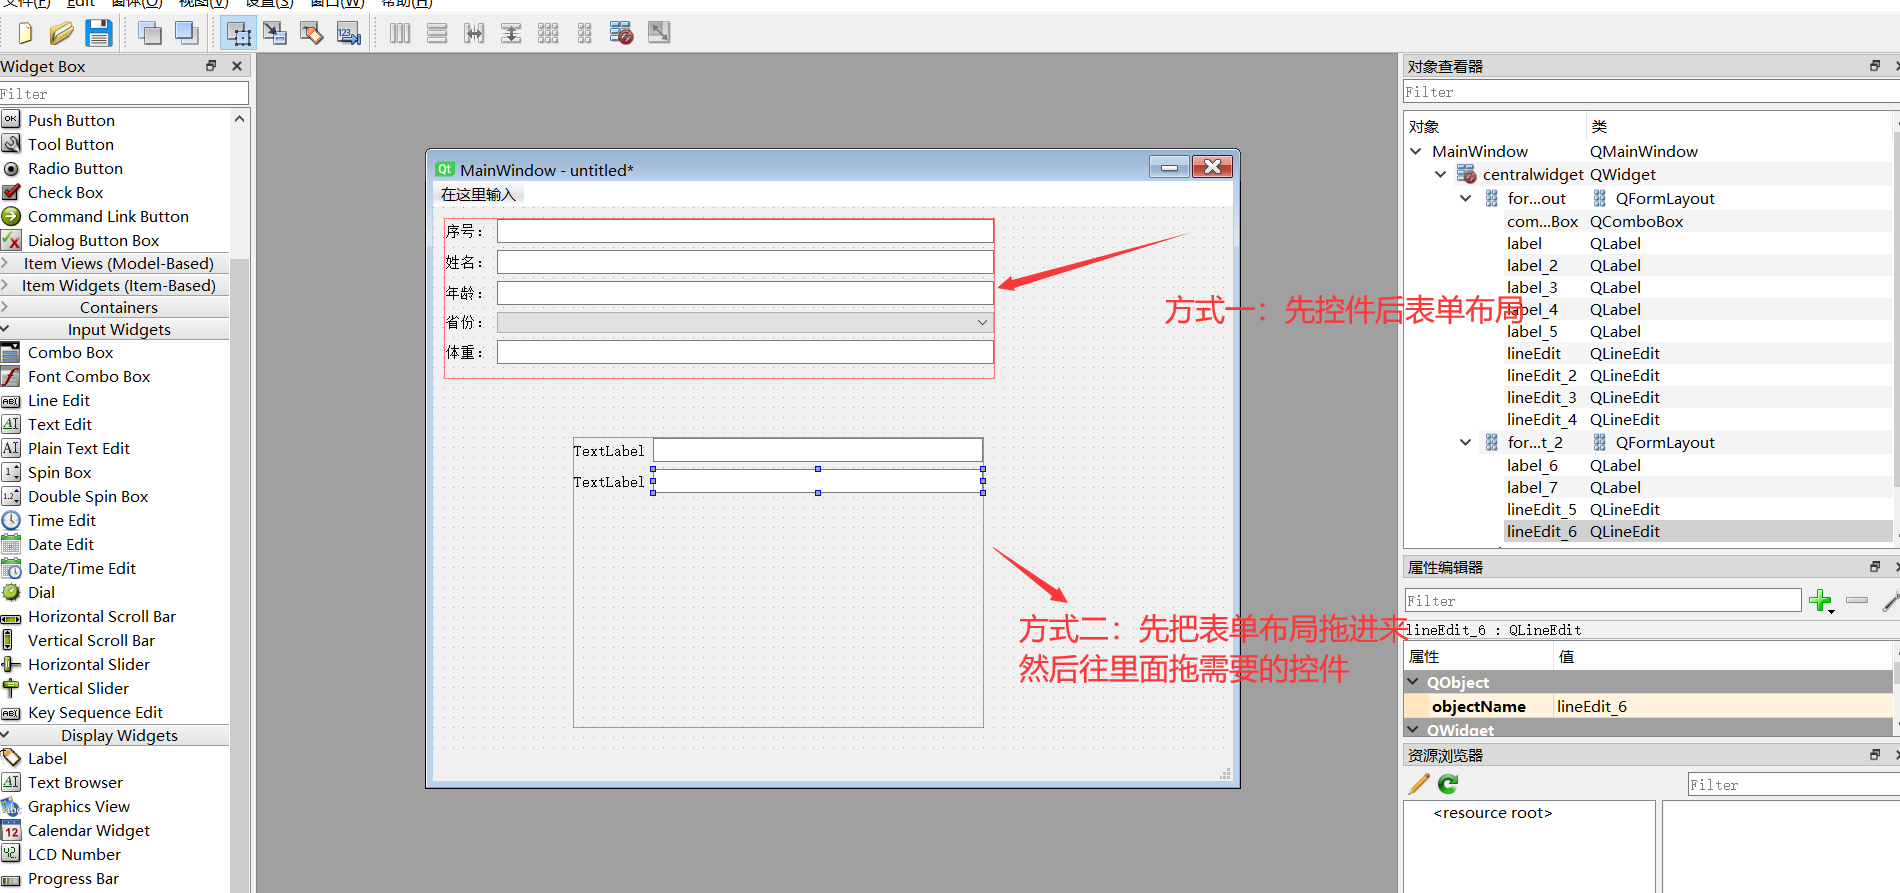 文件(F) Edit 窗体(O) 视图(V) 设置(S) 窗口(W) 帮助(H)
Widget Box
Filter
Push Button
Tool Button
Radio Button
Check Box
Command Link Button
Dialog Button Box
Item Views (Model-Based)
Item Widgets (Item-Based)
Containers
Input Widgets
Combo Box
Font Combo Box
Line Edit
Text Edit
Plain Text Edit
Spin Box
Double Spin Box
Time Edit
Date Edit
Date/Time Edit
Dial
Horizontal Scroll Bar
Vertical Scroll Bar
Horizontal Slider
Vertical Slider
Key Sequence Edit
Display Widgets
Label
Text Browser
Graphics View
Calendar Widget
LCD Number
Progress Bar
MainWindow - untitled*
在这里输入
序号：
姓名：
年龄：
省份：
体重：
方式一：先控件后表单布局
TextLabel
TextLabel
方式二：先把表单布局拖进来
然后往里面拖需要的控件
对象查看器
Filter
对象 类
MainWindow QMainWindow
centralwidget QWidget
for...out QFormLayout
com...Box QComboBox
label QLabel
label_2 QLabel
label_3 QLabel
label_4 QLabel
label_5 QLabel
lineEdit QLineEdit
lineEdit_2 QLineEdit
lineEdit_3 QLineEdit
lineEdit_4 QLineEdit
for...t_2 QFormLayout
label_6 QLabel
label_7 QLabel
lineEdit_5 QLineEdit
lineEdit_6 QLineEdit
属性编辑器
Filter
lineEdit_6 : QLineEdit
属性 值
QObject
objectName lineEdit_6
QWidget
资源浏览器
Filter
<resource root>